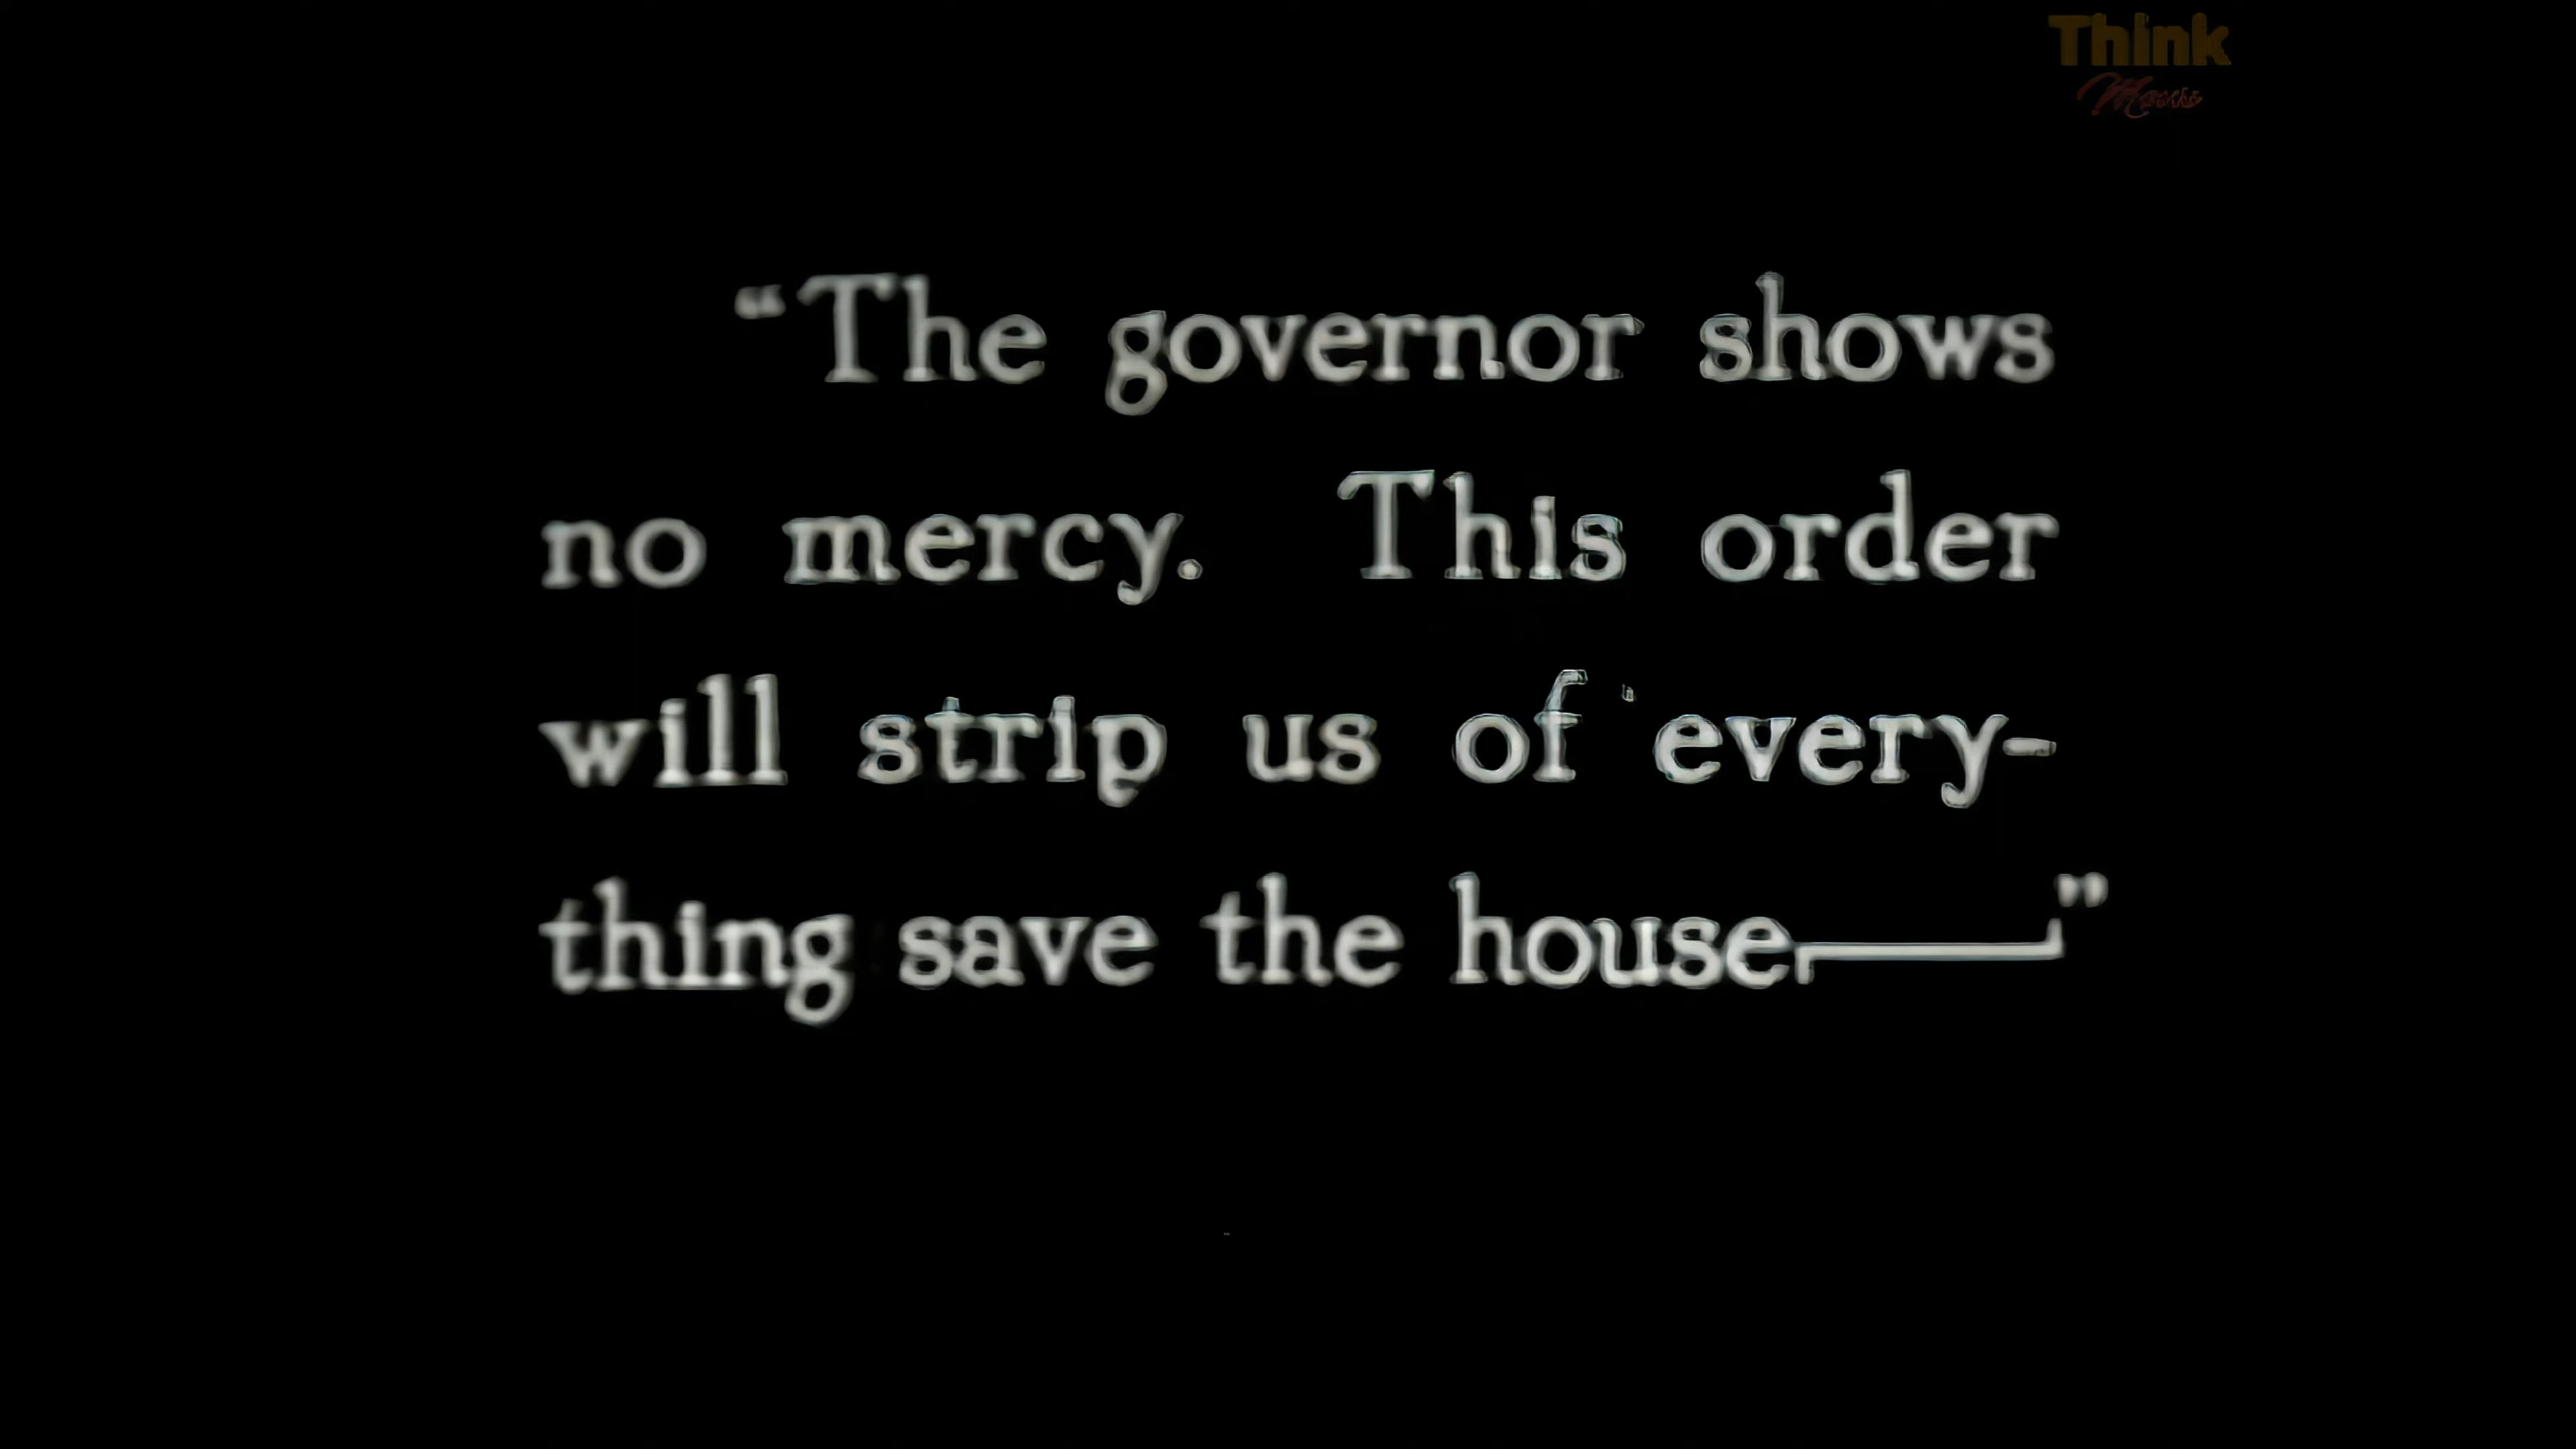 Think
“The governor shows
no mercy. This order
will strip us of every-
thing save the house——”